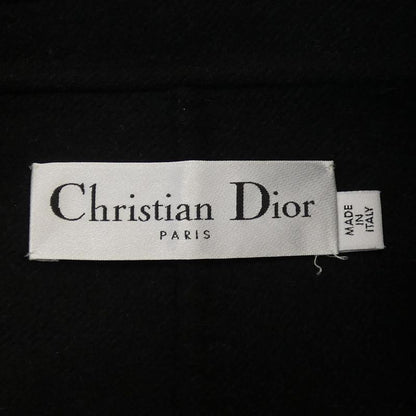 Christian Dior
PARIS
MADE
IN
ITALY